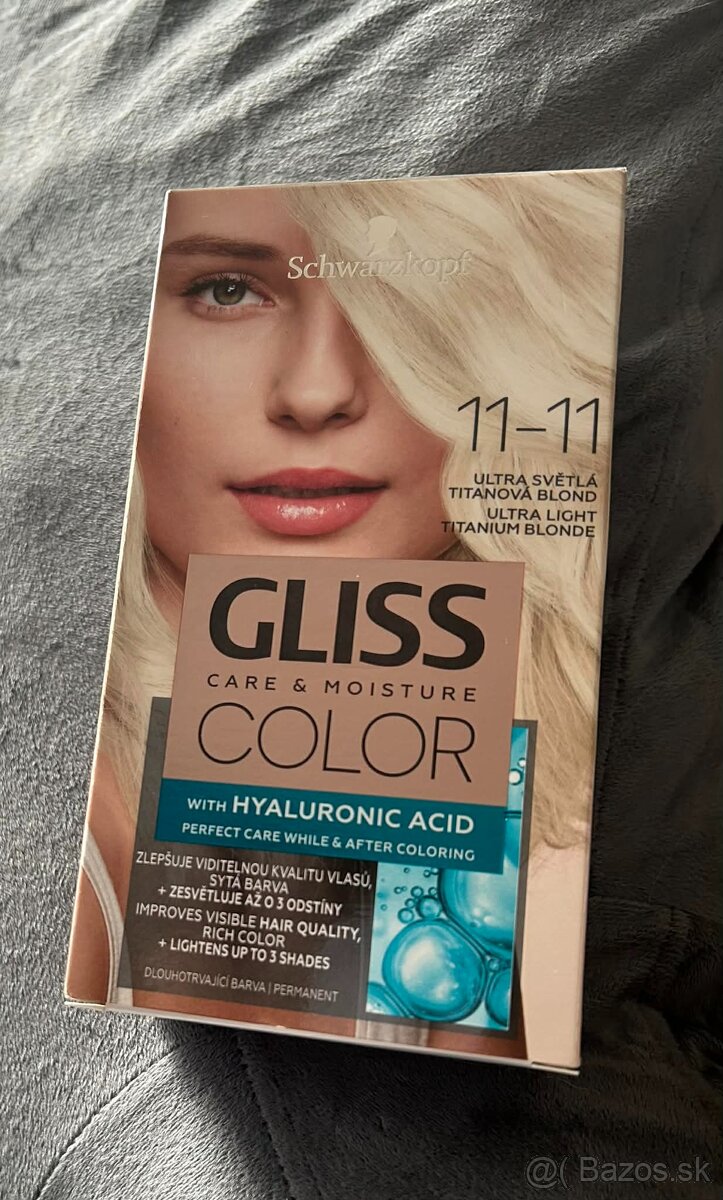 Schwarzkopf
11-11
ULTRA SVĚTLÁ
TITANOVÁ BLOND
ULTRA LIGHT
TITANIUM BLONDE
GLISS
CARE & MOISTURE
COLOR
WITH HYALURONIC ACID
PERFECT CARE WHILE & AFTER COLORING
ZLEPŠUJE VIDITELNOU KVALITU VLASŮ,
SYTÁ BARVA
+ ZESVĚTLUJE AŽ O 3 ODSTÍNY
IMPROVES VISIBLE HAIR QUALITY,
RICH COLOR
+ LIGHTENS UP TO 3 SHADES
DLOUHOTRVAJÍCÍ BARVA | PERMANENT
@( Bazos.sk